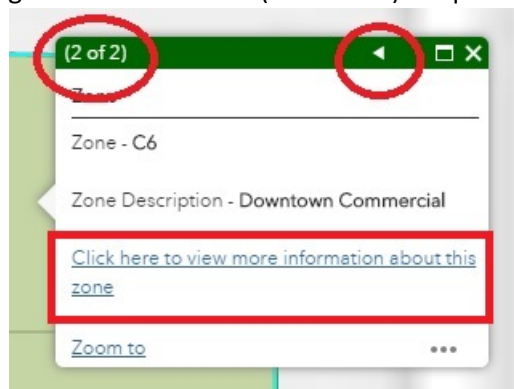 (2 of 2)
Zone
Zone - C6
Zone Description - Downtown Commercial
Click here to view more information about this
zone
Zoom to